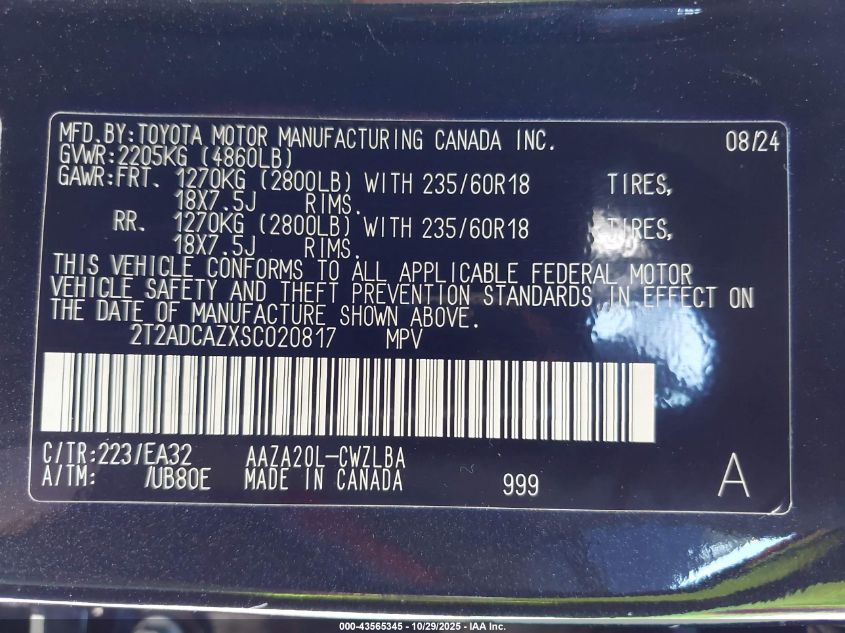 MFD.BY:TOYOTA MOTOR MANUFACTURING CANADA INC. 08/24
GVWR:2205KG (4860LB)
GAWR:FRT. 1270KG (2800LB) WITH 235/60R18 TIRES,
18X7.5J RIMS.
RR. 1270KG (2800LB) WITH 235/60R18 TIRES,
18X7.5J RIMS.
THIS VEHICLE CONFORMS TO ALL APPLICABLE FEDERAL MOTOR
VEHICLE SAFETY AND THEFT PREVENTION STANDARDS IN EFFECT ON
THE DATE OF MANUFACTURE SHOWN ABOVE.
2T2ADCAZXSC020817 MPV
C/TR:223/EA32 AAZA20L-CWZLBA
A/TM: /UB80E MADE IN CANADA 999 A
000-43565345 - 10/29/2025 - IAA Inc.